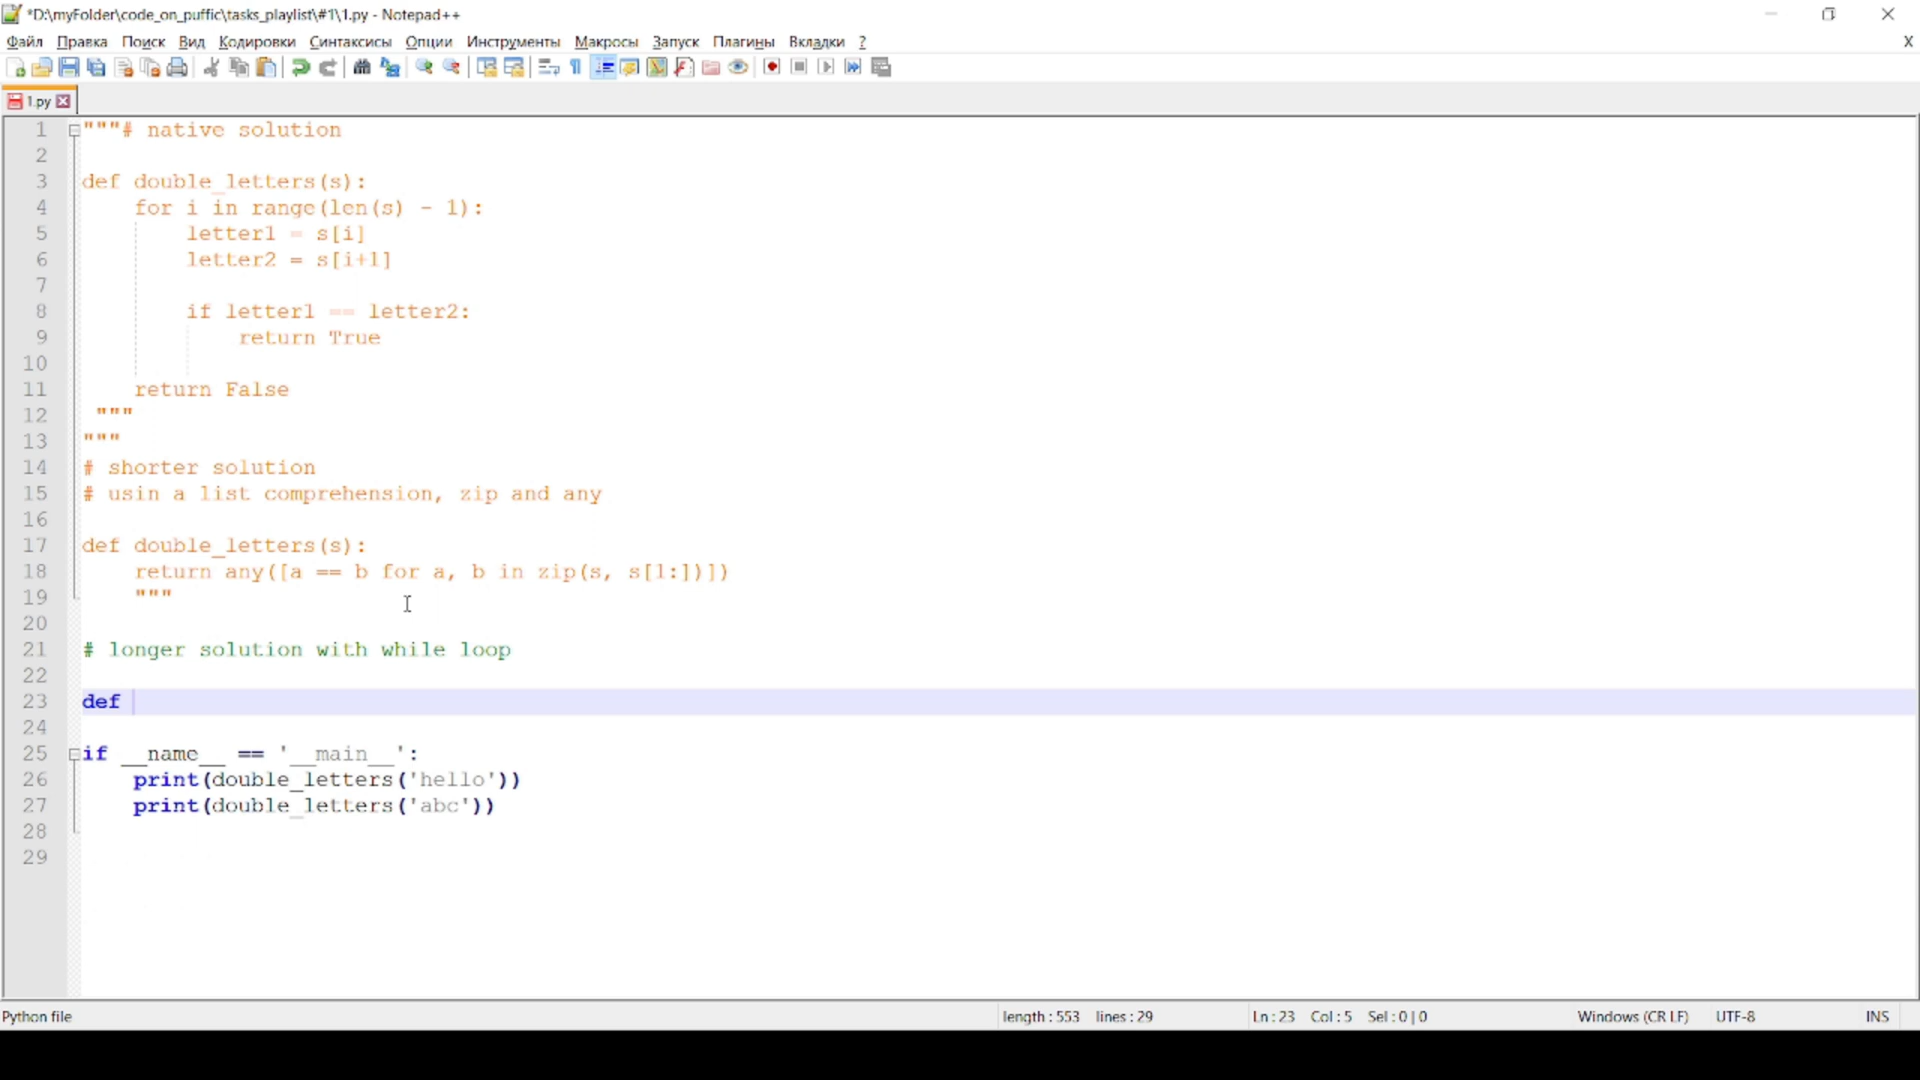 *D:\myFolder\code_on_puffic\tasks_playlist\#1\1.py - Notepad++
Файл Правка Поиск Вид Кодировки Синтаксисы Опции Инструменты Макросы Запуск Плагины Вкладки ? X
1.py
1 """# native solution
2
3 def double_letters(s):
4 for i in range(len(s) - 1):
5 letter1 = s[i]
6 letter2 = s[i+1]
7
8 if letter1 == letter2:
9 return True
10
11 return False
12 """
13 """
14 # shorter solution
15 # usin a list comprehension, zip and any
16
17 def double_letters(s):
18 return any([a == b for a, b in zip(s, s[1:])])
19 """
20
21 # longer solution with while loop
22
23 def
24
25 if __name__ == '__main__':
26 print(double_letters('hello'))
27 print(double_letters('abc'))
28
29
Python file length : 553 lines : 29 Ln : 23 Col : 5 Sel : 0 | 0 Windows (CR LF) UTF-8 INS